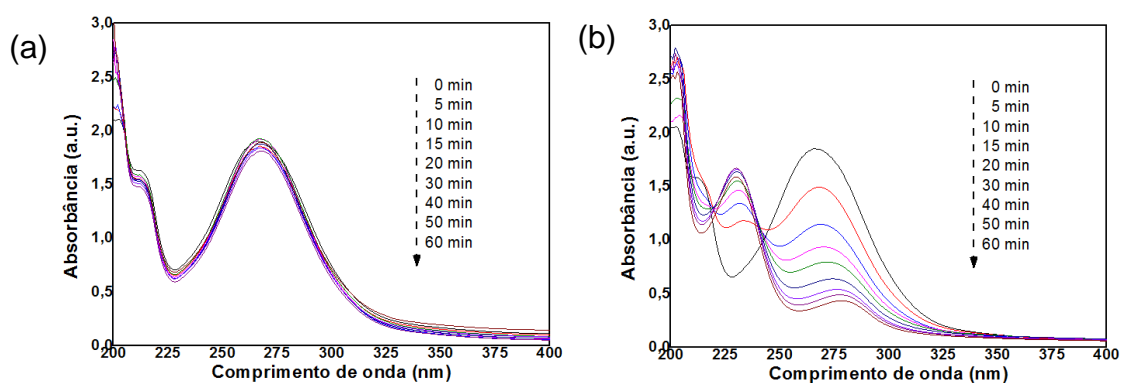 (a)
Absorbância (a.u.)
3,0
2,5
2,0
1,5
1,0
0,5
0,0
200 225 250 275 300 325 350 375 400
Comprimento de onda (nm)
0 min
5 min
10 min
15 min
20 min
30 min
40 min
50 min
60 min
(b)
Absorbância (a.u.)
3,0
2,5
2,0
1,5
1,0
0,5
0,0
200 225 250 275 300 325 350 375 400
Comprimento de onda (nm)
0 min
5 min
10 min
15 min
20 min
30 min
40 min
50 min
60 min